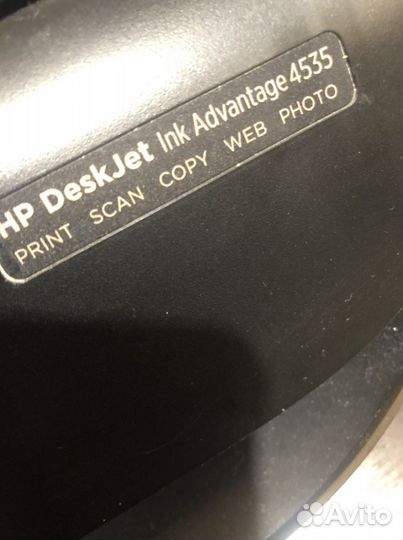 HP DeskJet Ink Advantage 4535
PRINT SCAN COPY WEB PHOTO
Avito